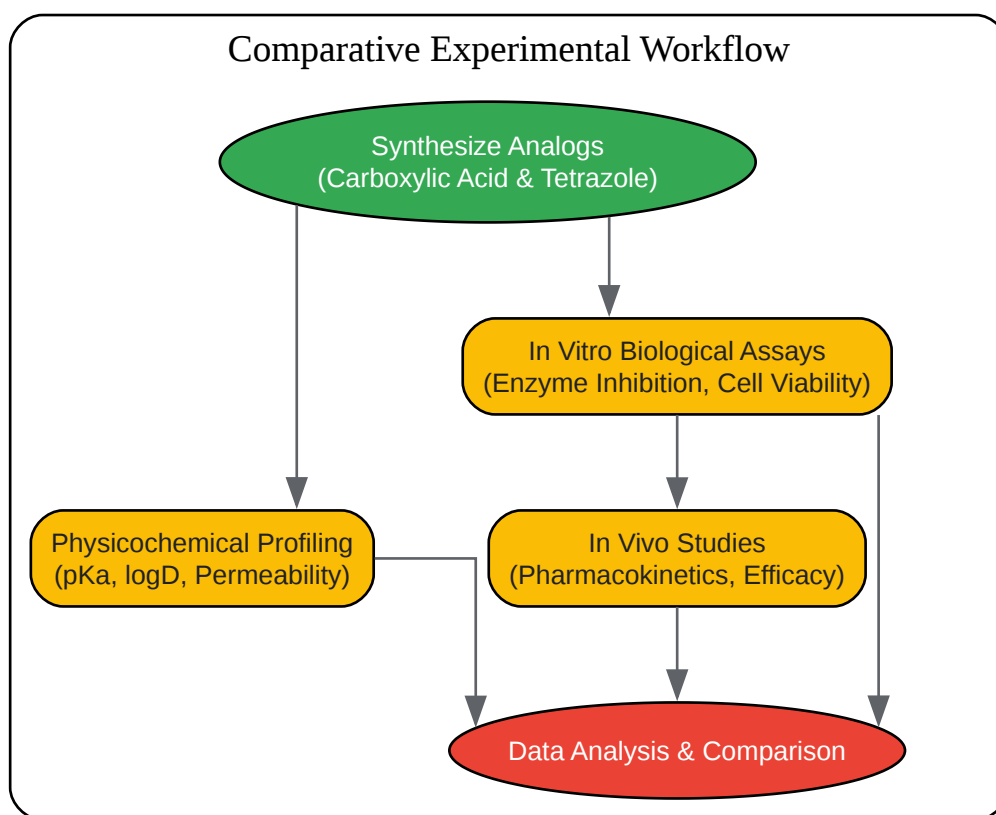 Comparative Experimental Workflow
Synthesize Analogs
(Carboxylic Acid & Tetrazole)
In Vitro Biological Assays
(Enzyme Inhibition, Cell Viability)
Physicochemical Profiling
(pKa, logD, Permeability)
In Vivo Studies
(Pharmacokinetics, Efficacy)
Data Analysis & Comparison